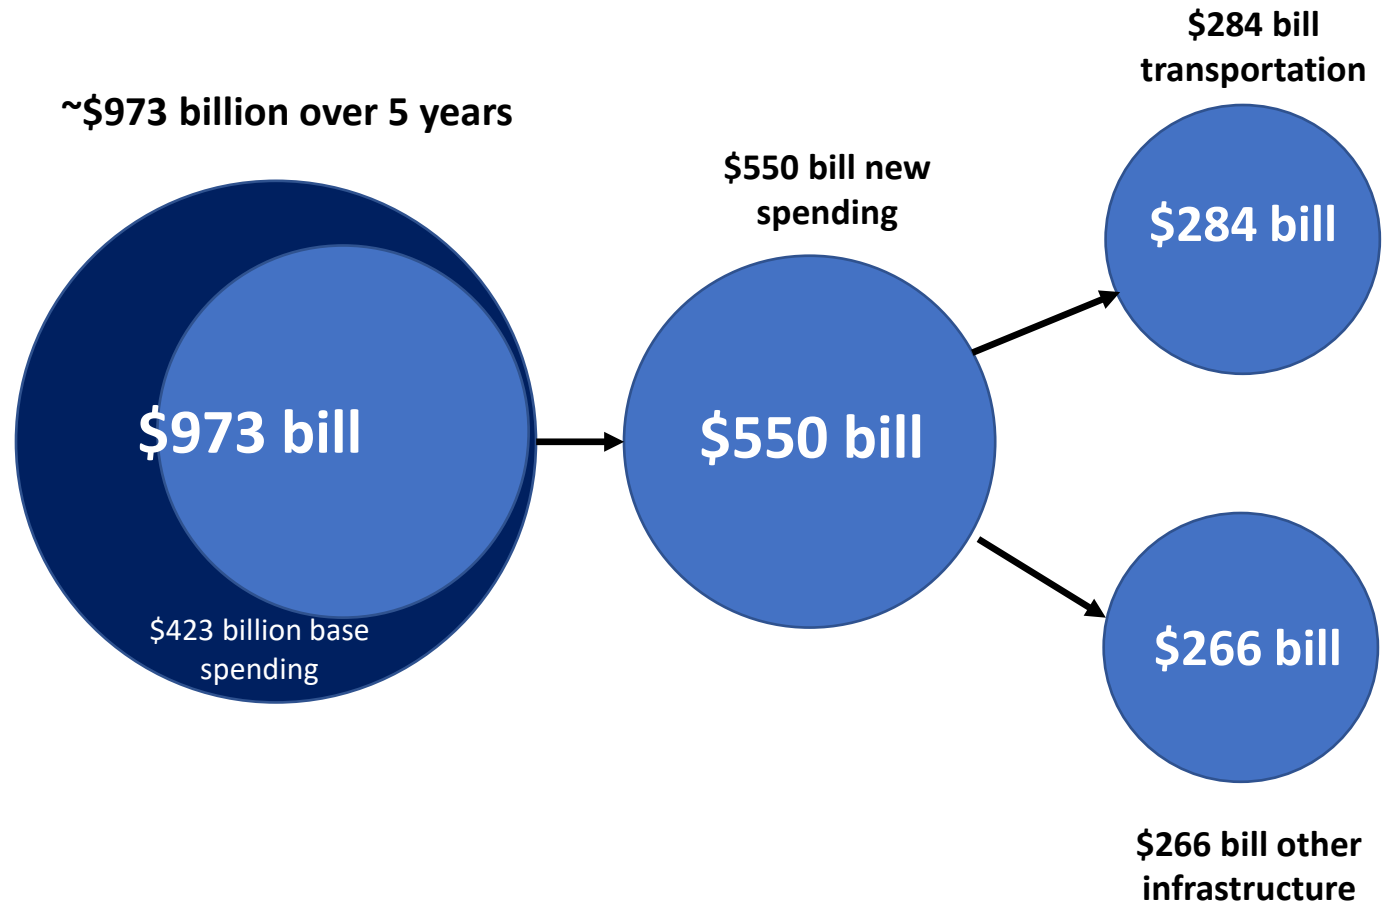 ~$973 billion over 5 years
$973 bill
$423 billion base
spending
$550 bill new
spending
$550 bill
$284 bill
transportation
$284 bill
$266 bill
$266 bill other
infrastructure